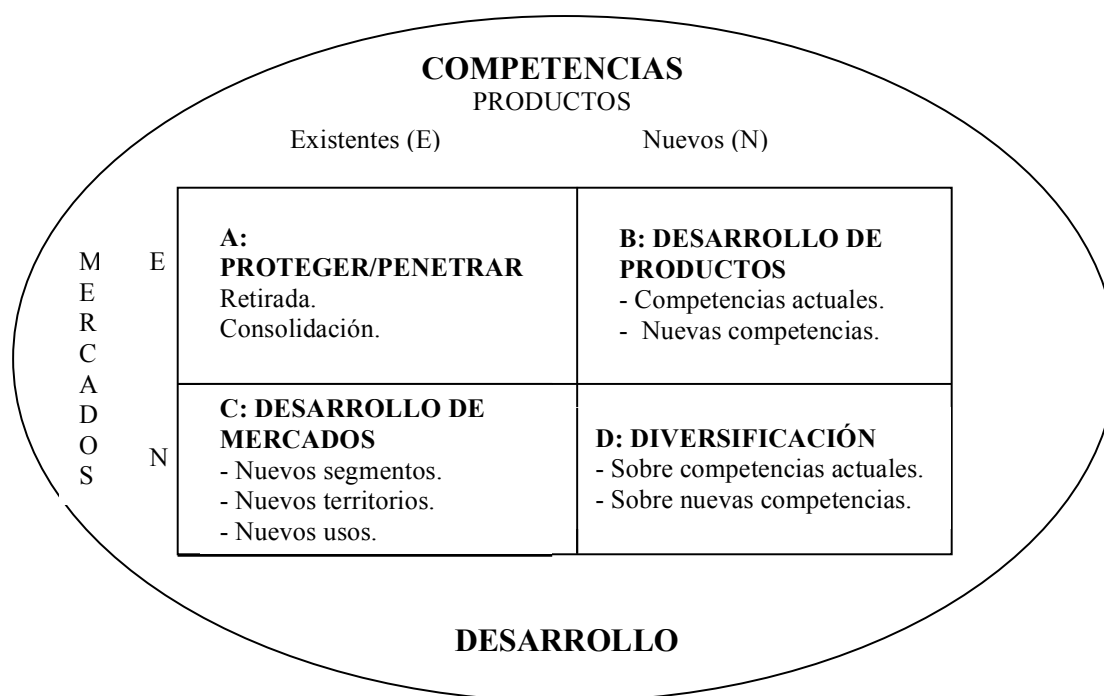 COMPETENCIAS
PRODUCTOS
Existentes (E) Nuevos (N)
MERCADOS
E
A:
PROTEGER/PENETRAR
Retirada.
Consolidación.
B: DESARROLLO DE
PRODUCTOS
- Competencias actuales.
- Nuevas competencias.
N
C: DESARROLLO DE
MERCADOS
- Nuevos segmentos.
- Nuevos territorios.
- Nuevos usos.
D: DIVERSIFICACIÓN
- Sobre competencias actuales.
- Sobre nuevas competencias.
DESARROLLO